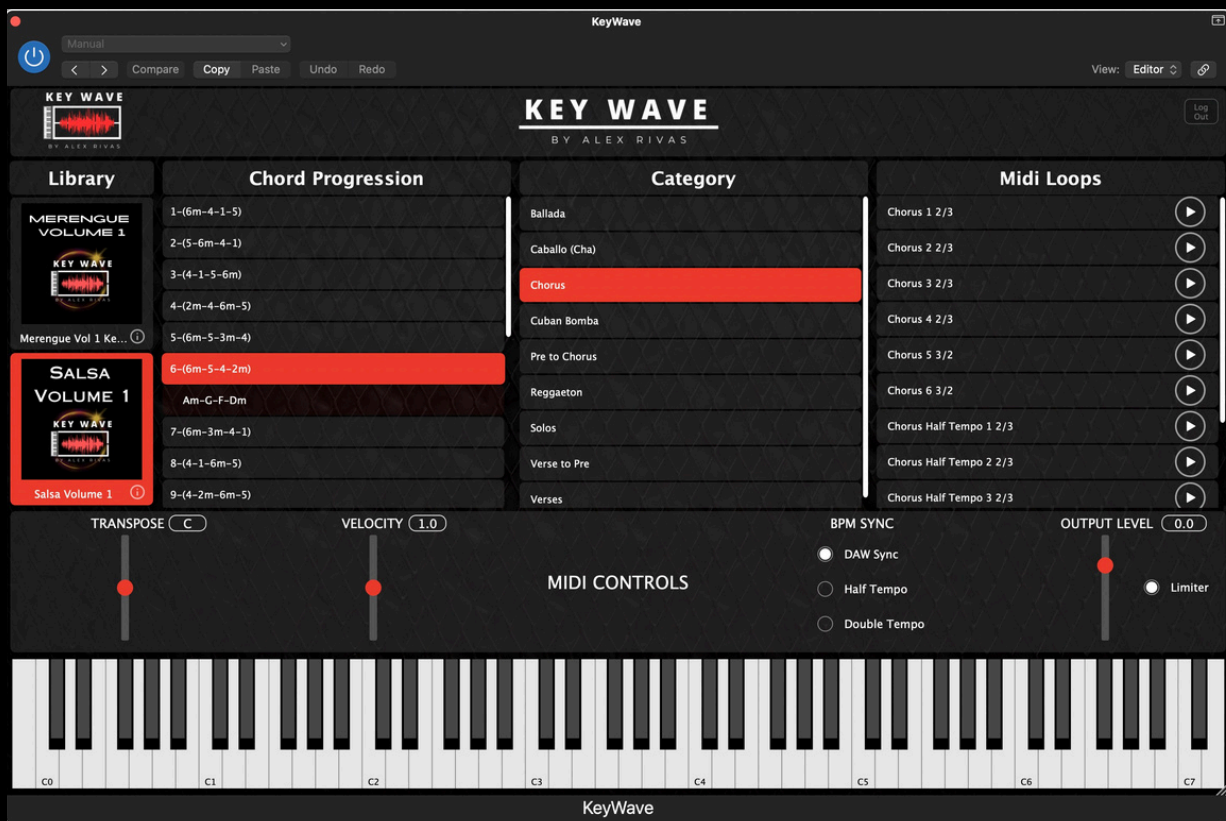 KeyWave
Manual
Compare Copy Paste Undo Redo
View: Editor
KEY WAVE
BY ALEX RIVAS
KEY WAVE
BY ALEX RIVAS
Log
Out
Library
Chord Progression
Category
Midi Loops
MERENGUE
VOLUME 1
KEY WAVE
BY ALEX RIVAS
Merengue Vol 1 Ke...
SALSA
VOLUME 1
KEY WAVE
BY ALEX RIVAS
Salsa Volume 1
1-(6m-4-1-5)
2-(5-6m-4-1)
3-(4-1-5-6m)
4-(2m-4-6m-5)
5-(6m-5-3m-4)
6-(6m-5-4-2m)
Am-G-F-Dm
7-(6m-3m-4-1)
8-(4-1-6m-5)
9-(4-2m-6m-5)
Ballada
Caballo (Cha)
Chorus
Cuban Bomba
Pre to Chorus
Reggaeton
Solos
Verse to Pre
Verses
Chorus 1 2/3
Chorus 2 2/3
Chorus 3 2/3
Chorus 4 2/3
Chorus 5 3/2
Chorus 6 3/2
Chorus Half Tempo 1 2/3
Chorus Half Tempo 2 2/3
Chorus Half Tempo 3 2/3
TRANSPOSE C
VELOCITY 1.0
MIDI CONTROLS
BPM SYNC
DAW Sync
Half Tempo
Double Tempo
OUTPUT LEVEL 0.0
Limiter
C0 C1 C2 C3 C4 C5 C6 C7
KeyWave